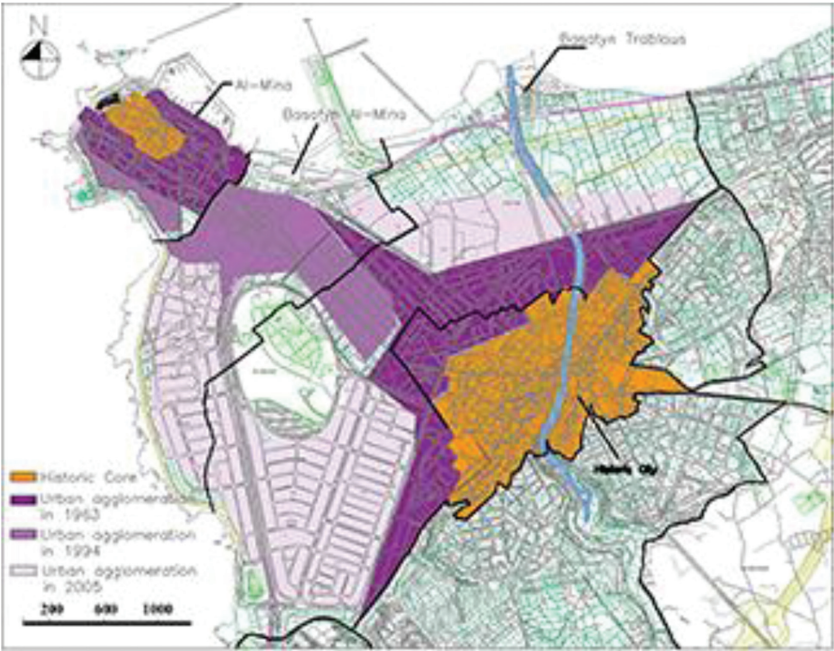 N
Basatyn Trablous
Al-Mina
Basatyn Al-Mina
Historic City
Historic Core
Urban agglomeration
in 1963
Urban agglomeration
in 1994
Urban agglomeration
in 2005
200 600 1000